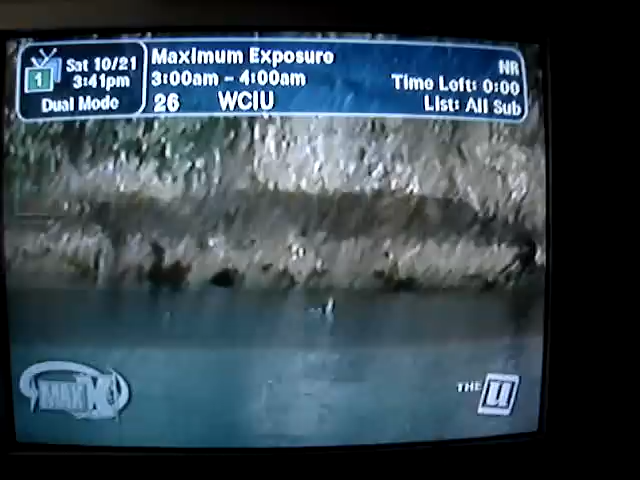 Sat 10/21
3:41pm
1
Dual Mode
Maximum Exposure
3:00am - 4:00am
26 WCIU
NR
Time Left: 0:00
List: All Sub
MAX X
THE U